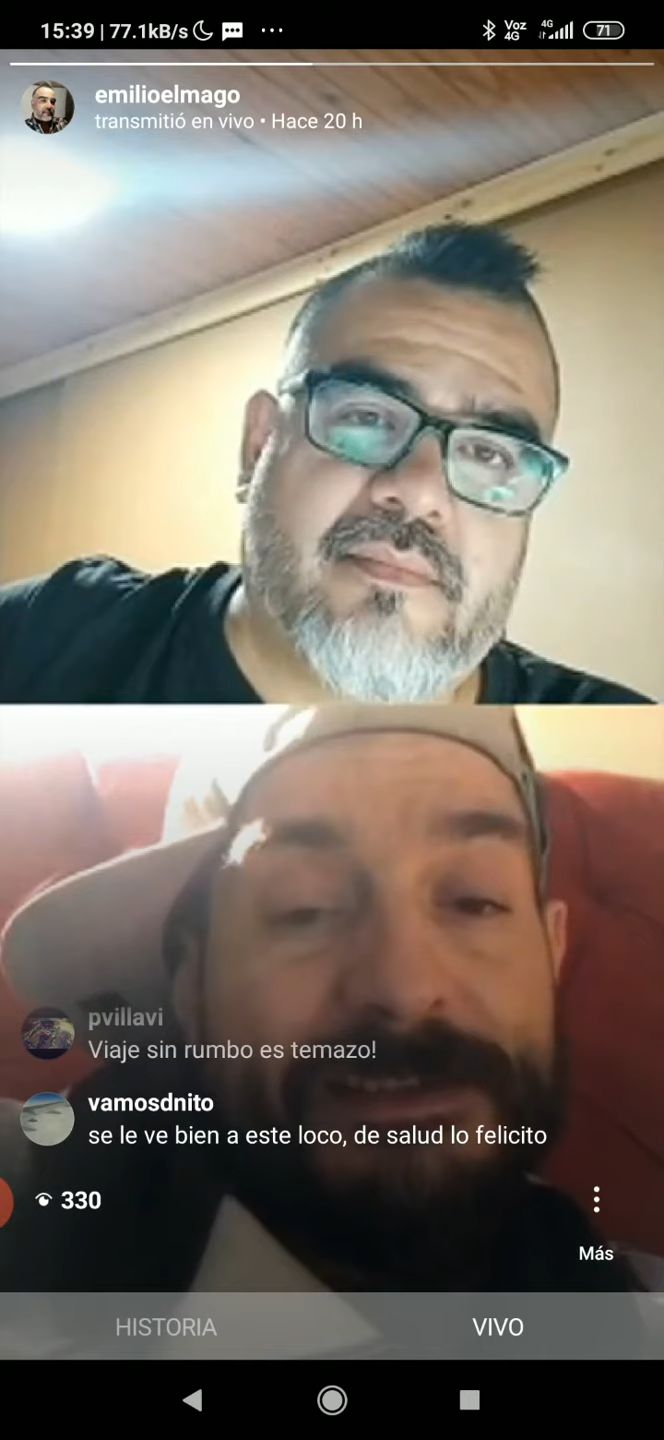 15:39 | 77.1kB/s ...
Voz 4G 4G 71
emilioelmago
transmitió en vivo • Hace 20 h
pvillavi
Viaje sin rumbo es temazo!
vamosdnito
se le ve bien a este loco, de salud lo felicito
330
Más
HISTORIA VIVO